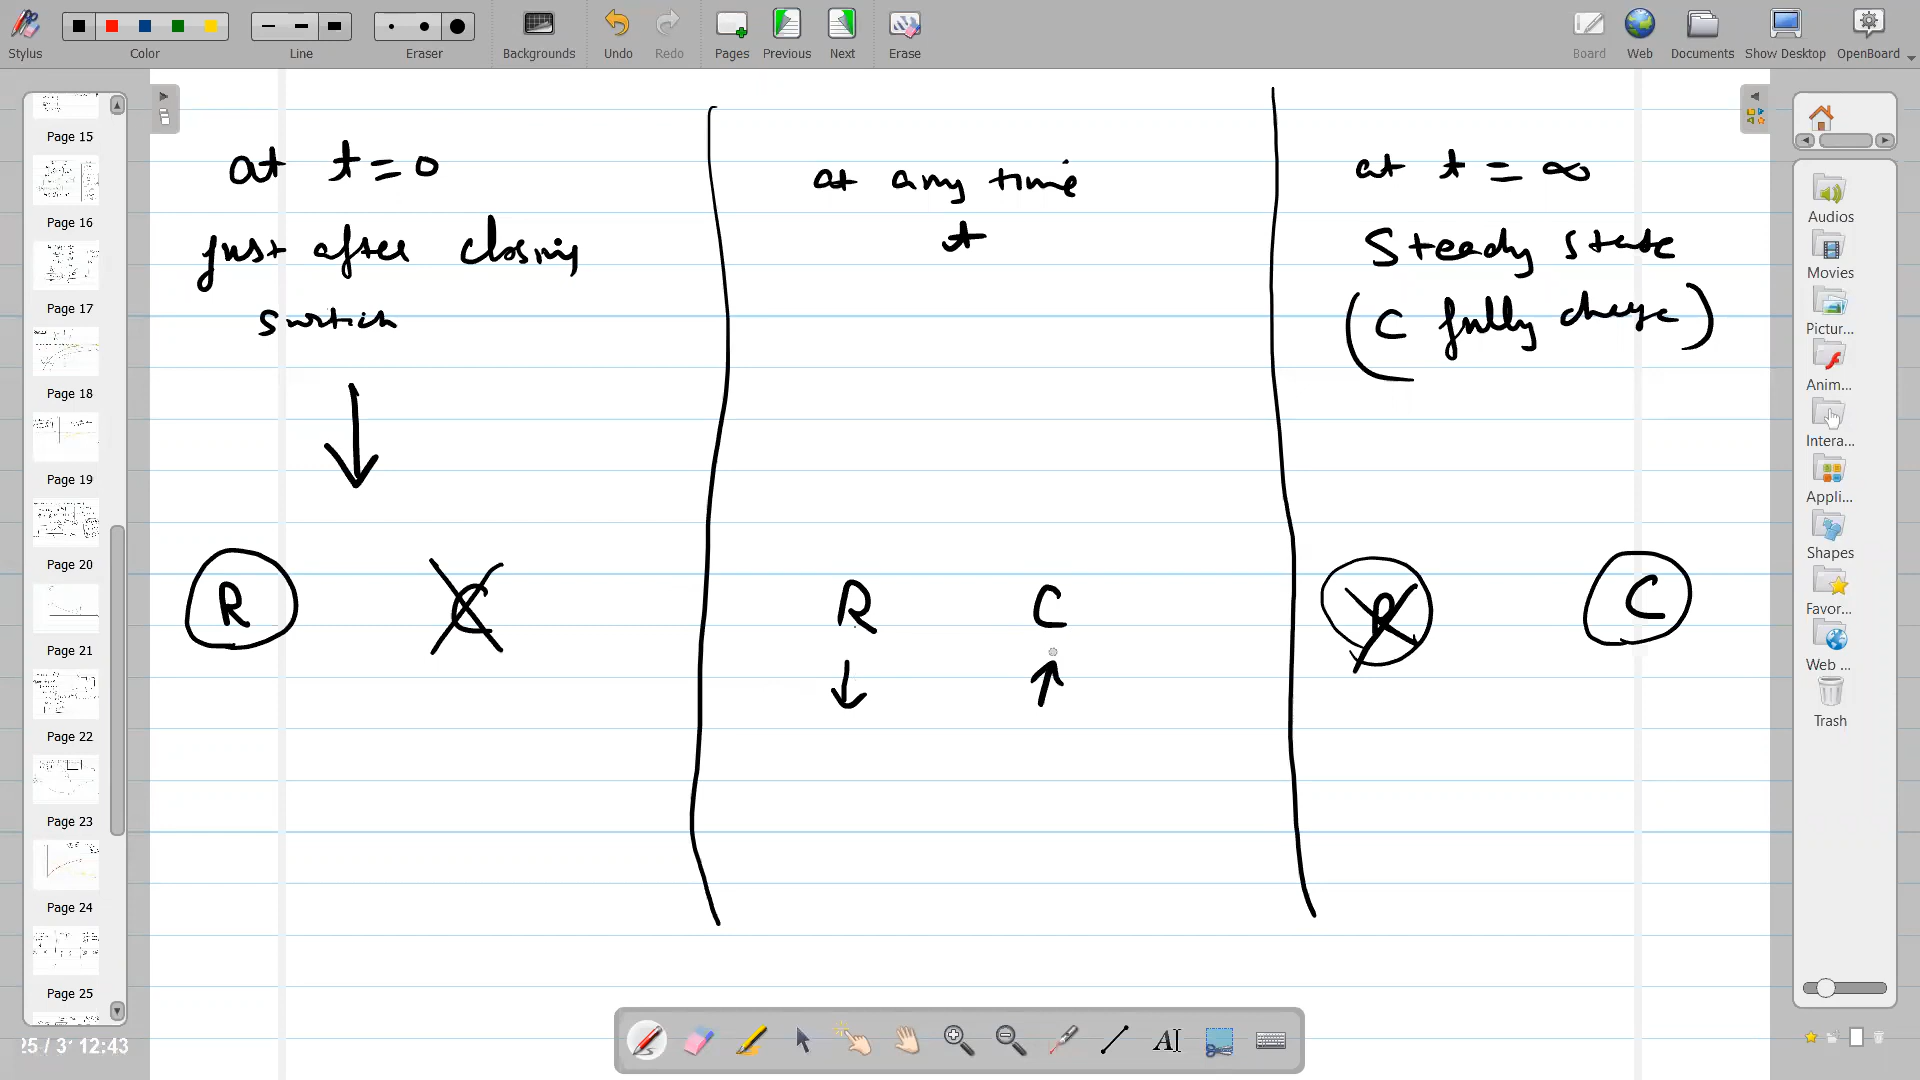 Stylus
Color
Line
Eraser
Backgrounds
Undo
Redo
Pages
Previous
Next
Erase
Board
Web
Documents
Show Desktop
OpenBoard
Page 15
Page 16
Page 17
Page 18
Page 19
Page 20
Page 21
Page 22
Page 23
Page 24
Page 25
25 / 3
12:43
at t = 0
just after closing
switch
R C
at any time
t
R C
↓ ↑
at t = ∞
Steady state
(C fully charge)
R C
Audios
Movies
Pictur...
Anim...
Intera...
Appli...
Shapes
Favor...
Web ...
Trash
AI